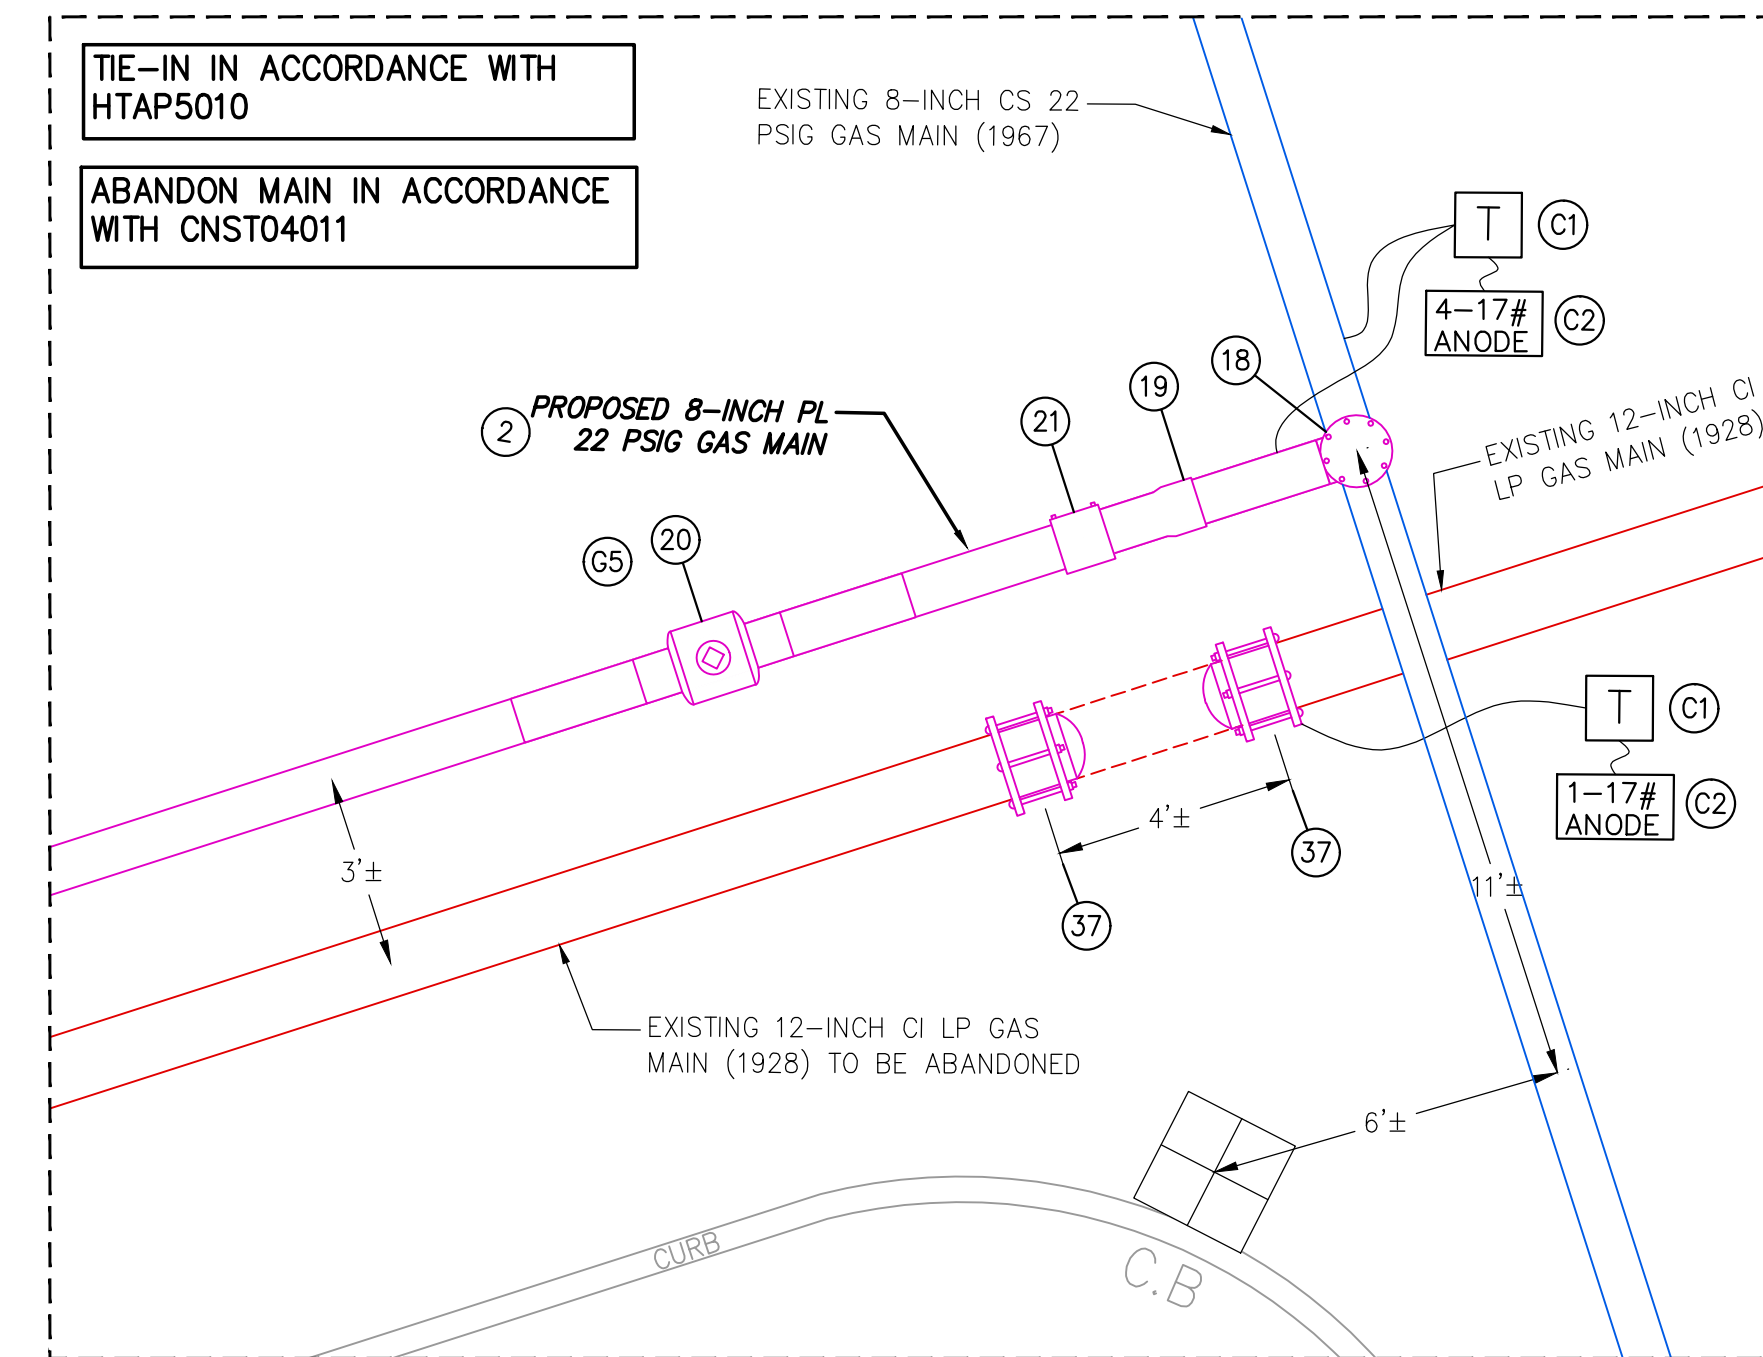 TIE-IN IN ACCORDANCE WITH
HTAP5010
ABANDON MAIN IN ACCORDANCE
WITH CNST04011
EXISTING 8-INCH CS 22
PSIG GAS MAIN (1967)
T
C1
4-17#
ANODE
C2
18
19
21
2
PROPOSED 8-INCH PL
22 PSIG GAS MAIN
EXISTING 12-INCH CI
LP GAS MAIN (1928)
G5
20
T
C1
1-17#
ANODE
C2
4'±
37
3'±
11'±
37
EXISTING 12-INCH CI LP GAS
MAIN (1928) TO BE ABANDONED
6'±
CURB
C.B